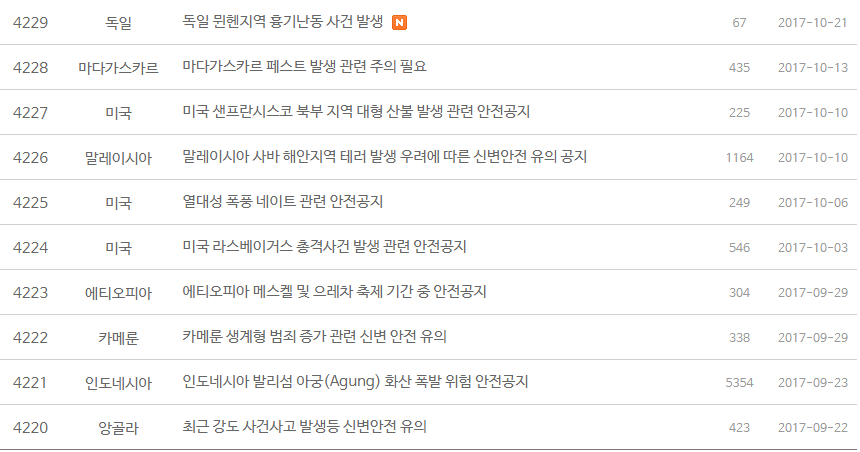 4229 독일 독일 뮌헨지역 흉기난동 사건 발생 N 67 2017-10-21
4228 마다가스카르 마다가스카르 페스트 발생 관련 주의 필요 435 2017-10-13
4227 미국 미국 샌프란시스코 북부 지역 대형 산불 발생 관련 안전공지 225 2017-10-10
4226 말레이시아 말레이시아 사바 해안지역 테러 발생 우려에 따른 신변안전 유의 공지 1164 2017-10-10
4225 미국 열대성 폭풍 네이트 관련 안전공지 249 2017-10-06
4224 미국 미국 라스베이거스 총격사건 발생 관련 안전공지 546 2017-10-03
4223 에티오피아 에티오피아 메스켈 및 으레차 축제 기간 중 안전공지 304 2017-09-29
4222 카메룬 카메룬 생계형 범죄 증가 관련 신변 안전 유의 338 2017-09-29
4221 인도네시아 인도네시아 발리섬 아궁(Agung) 화산 폭발 위험 안전공지 5354 2017-09-23
4220 앙골라 최근 강도 사건사고 발생등 신변안전 유의 423 2017-09-22